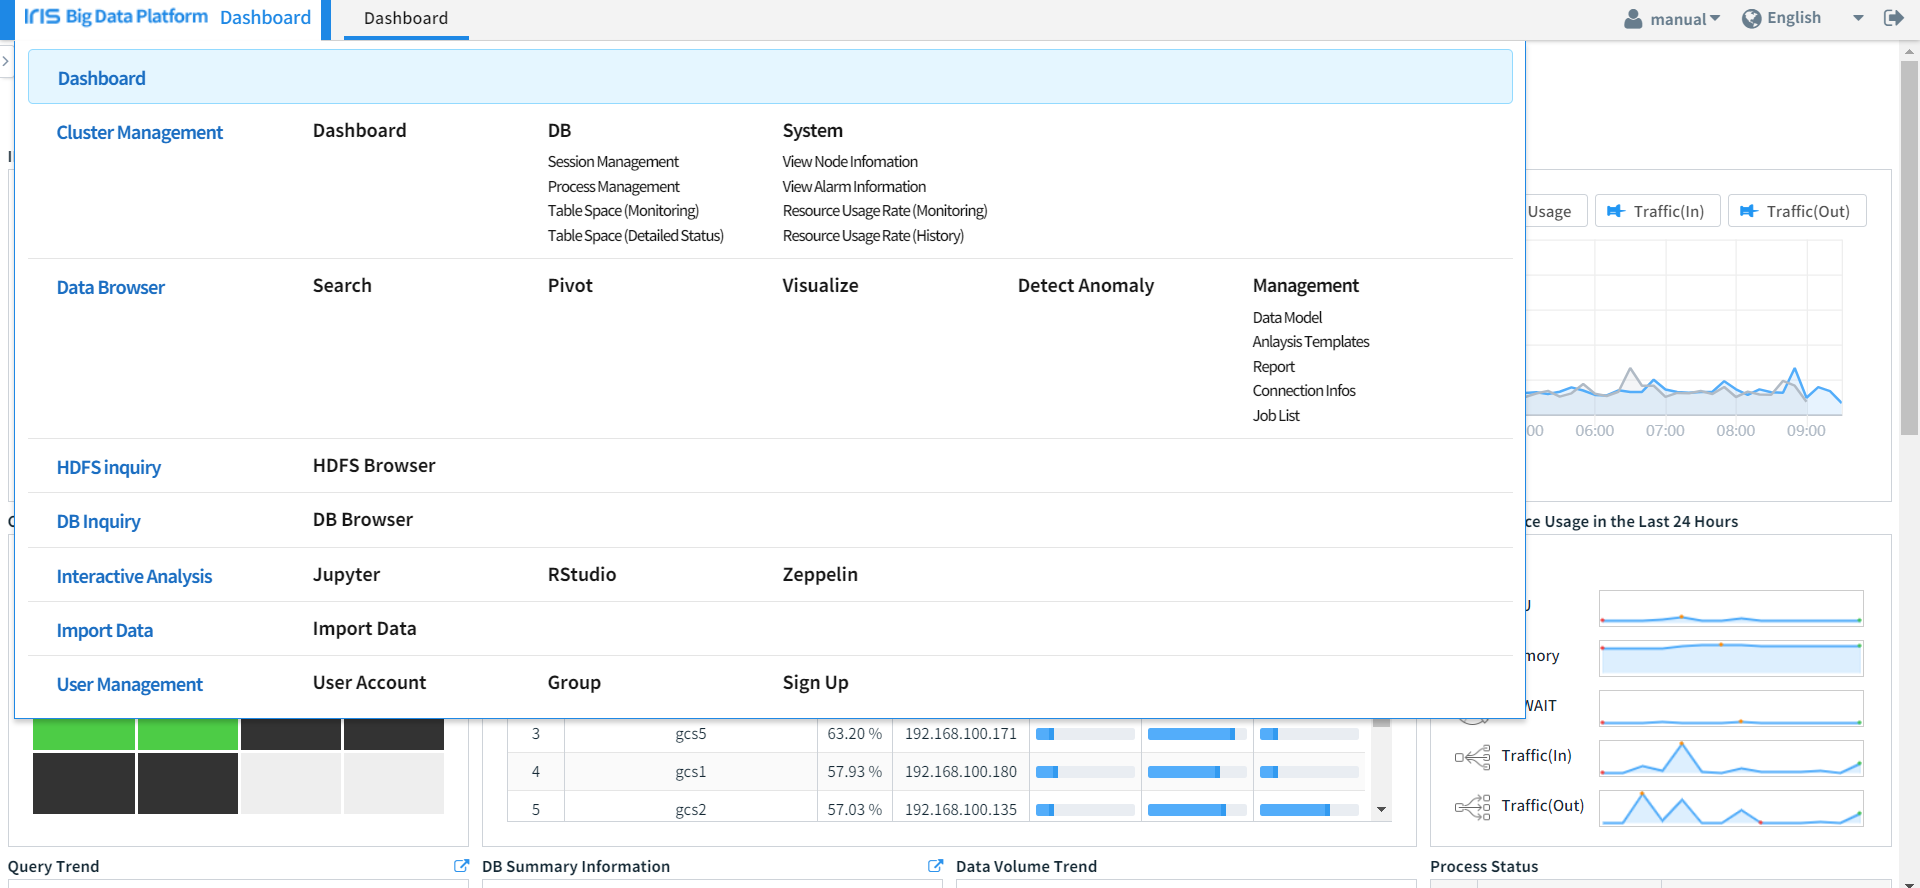 IRIS Big Data Platform Dashboard
Dashboard
manual
English
Dashboard
Cluster Management
Dashboard
DB
Session Management
Process Management
Table Space (Monitoring)
Table Space (Detailed Status)
System
View Node Infomation
View Alarm Information
Resource Usage Rate (Monitoring)
Resource Usage Rate (History)
Data Browser
Search
Pivot
Visualize
Detect Anomaly
Management
Data Model
Anlaysis Templates
Report
Connection Infos
Job List
HDFS inquiry
HDFS Browser
DB Inquiry
DB Browser
Interactive Analysis
Jupyter
RStudio
Zeppelin
Import Data
Import Data
User Management
User Account
Group
Sign Up
Usage
Traffic(In)
Traffic(Out)
00 06:00 07:00 08:00 09:00
ce Usage in the Last 24 Hours
mory
WAIT
Traffic(In)
Traffic(Out)
3 gcs5 63.20 % 192.168.100.171
4 gcs1 57.93 % 192.168.100.180
5 gcs2 57.03 % 192.168.100.135
Query Trend
DB Summary Information
Data Volume Trend
Process Status